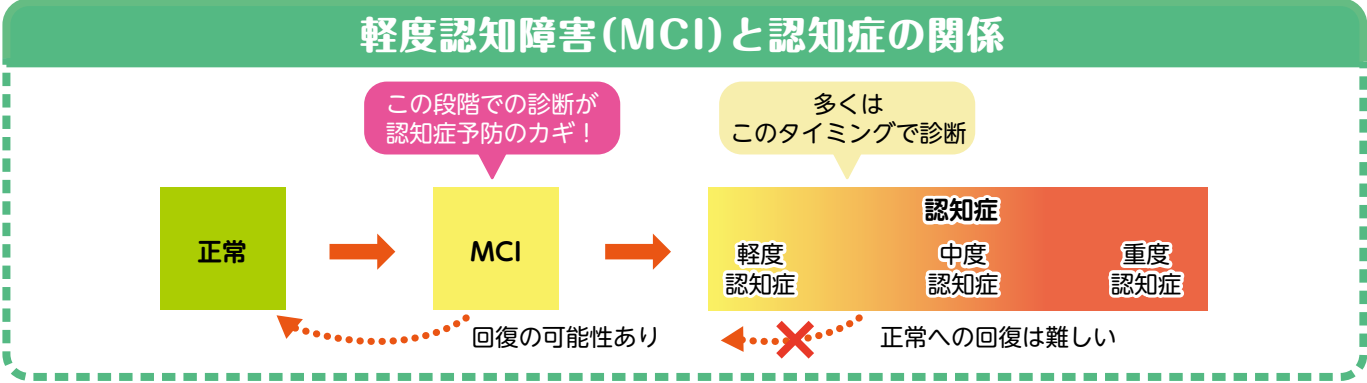 軽度認知障害(MCI)と認知症の関係
この段階での診断が
認知症予防のカギ！
多くは
このタイミングで診断
正常
MCI
認知症
軽度
認知症
中度
認知症
重度
認知症
回復の可能性あり
正常への回復は難しい